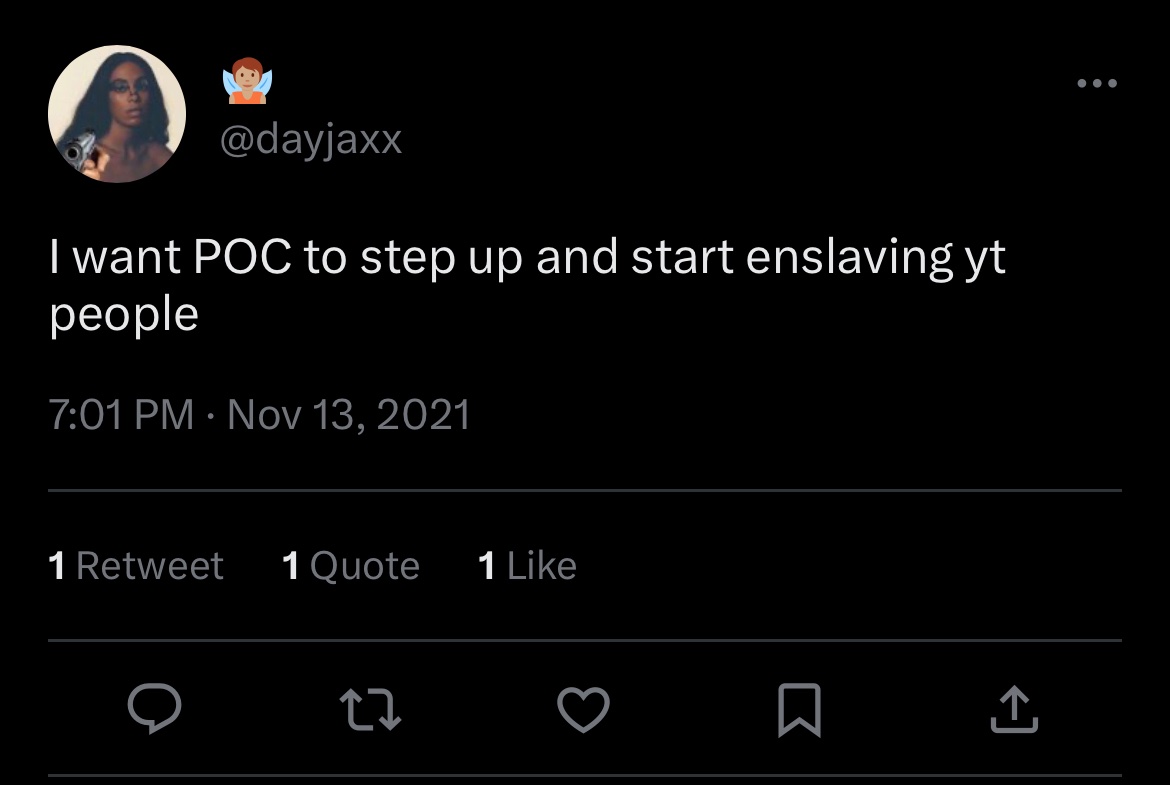 @dayjaxx
I want POC to step up and start enslaving yt
people
7:01 PM · Nov 13, 2021
1 Retweet 1 Quote 1 Like